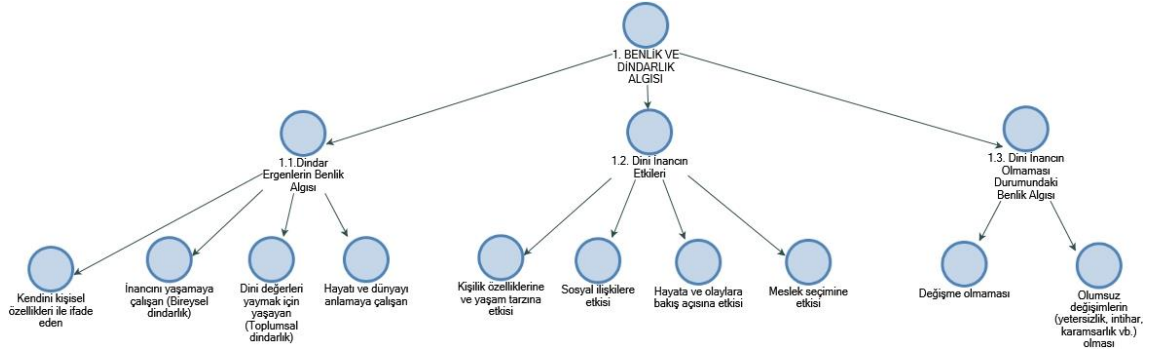 1. BENLİK VE
DİNDARLIK
ALGISI
1.1.Dindar
Ergenlerin Benlik
Algısı
1.2. Dini İnancın
Etkileri
1.3. Dini İnancın
Olmaması
Durumundaki
Benlik Algısı
Kendini kişisel
özellikleri ile ifade
eden
İnancını yaşamaya
çalışan (Bireysel
dindarlık)
Dini değerleri
yaymak için
yaşayan
(Toplumsal
dindarlık)
Hayatı ve dünyayı
anlamaya çalışan
Kişilik özelliklerine
ve yaşam tarzına
etkisi
Sosyal ilişkilere
etkisi
Hayata ve olaylara
bakış açısına etkisi
Meslek seçimine
etkisi
Değişme olmaması
Olumsuz
değişimlerin
(yetersizlik, intihar,
karamsarlık vb.)
olması